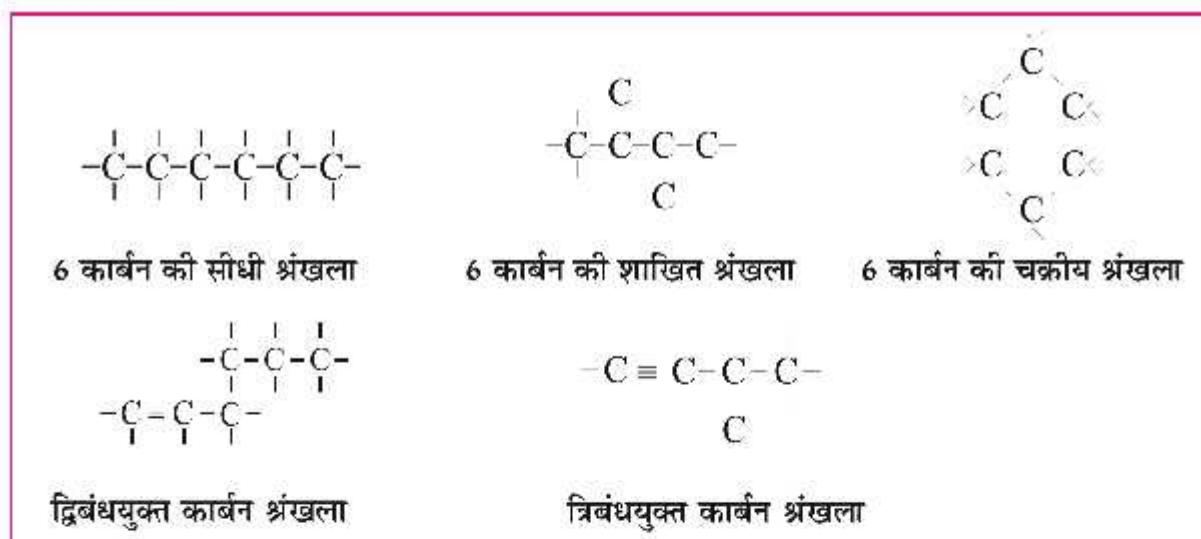 C
C
–C–C–C–C–C–C–
–C–C–C–C–
C
C
C
C
C
C
C
6 कार्बन की सीधी श्रंखला
6 कार्बन की शाखित श्रंखला
6 कार्बन की चक्रीय श्रंखला
–C–C–C–
–C=C–C–
–C≡C–C–C–
C
द्विबंधयुक्त कार्बन श्रंखला
त्रिबंधयुक्त कार्बन श्रंखला